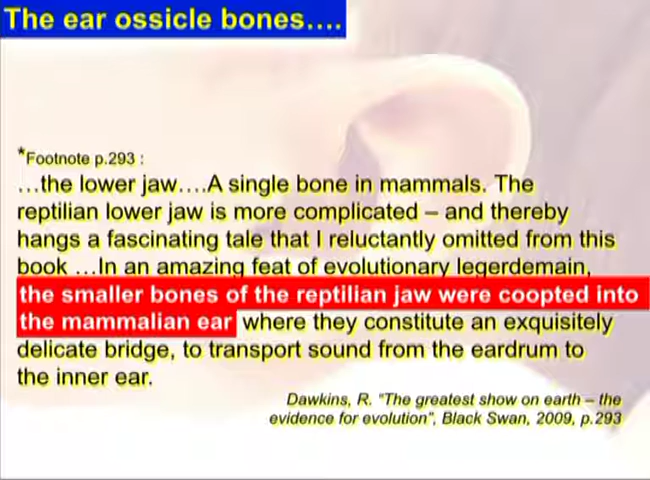 The ear ossicle bones....
*Footnote p.293 :
...the lower jaw....A single bone in mammals. The
reptilian lower jaw is more complicated – and thereby
hangs a fascinating tale that I reluctantly omitted from this
book ...In an amazing feat of evolutionary legerdemain,
the smaller bones of the reptilian jaw were coopted into
the mammalian ear where they constitute an exquisitely
delicate bridge, to transport sound from the eardrum to
the inner ear.
Dawkins, R. "The greatest show on earth – the
evidence for evolution", Black Swan, 2009, p.293